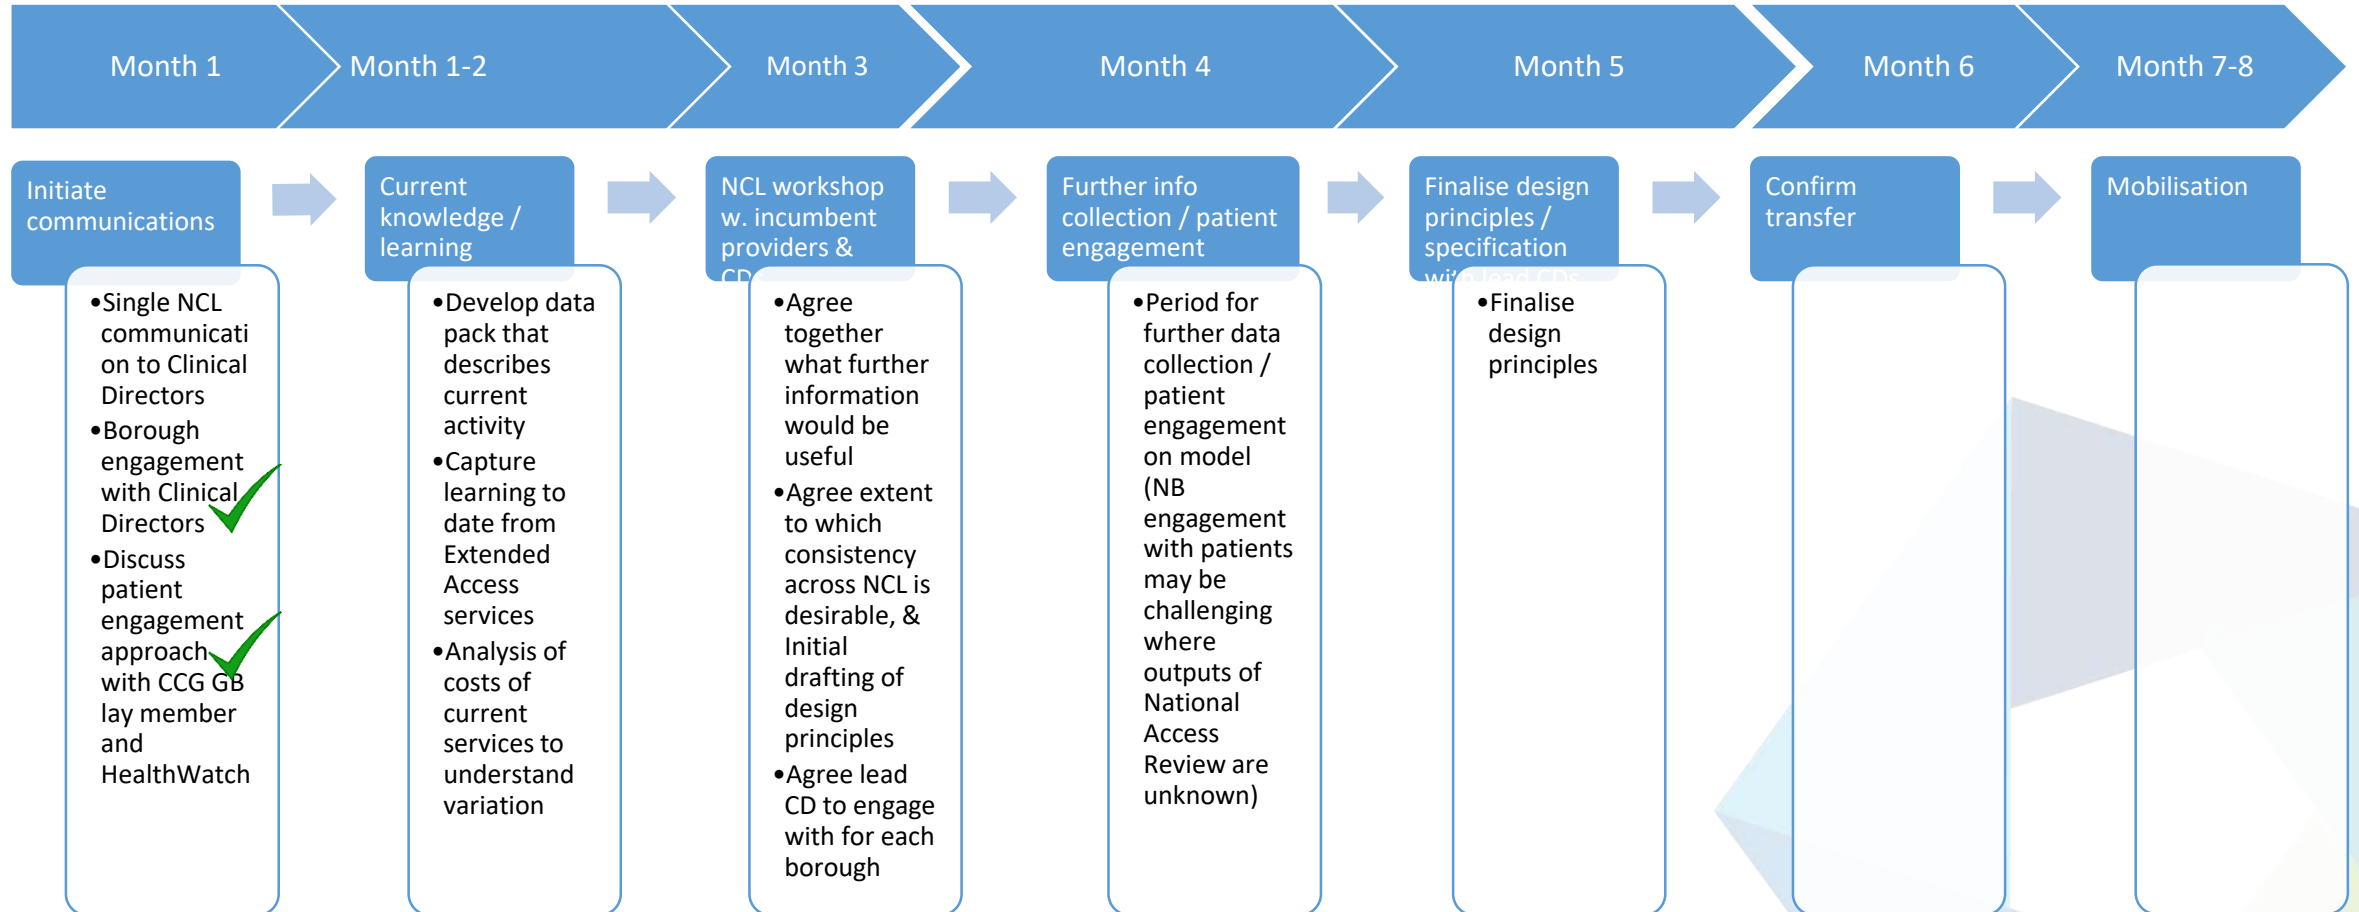 Month 1
Month 1-2
Month 3
Month 4
Month 5
Month 6
Month 7-8
Initiate
communications
•Single NCL
communicati
on to Clinical
Directors
•Borough
engagement
with Clinical
Directors
•Discuss
patient
engagement
approach
with CCG GB
lay member
and
HealthWatch
Current
knowledge /
learning
•Develop data
pack that
describes
current
activity
•Capture
learning to
date from
Extended
Access
services
•Analysis of
costs of
current
services to
understand
variation
NCL workshop
w. incumbent
providers &
CDs
•Agree
together
what further
information
would be
useful
•Agree extent
to which
consistency
across NCL is
desirable, &
Initial
drafting of
design
principles
•Agree lead
CD to engage
with for each
borough
Further info
collection / patient
engagement
•Period for
further data
collection /
patient
engagement
on model
(NB
engagement
with patients
may be
challenging
where
outputs of
National
Access
Review are
unknown)
Finalise design
principles /
specification
with lead CDs
•Finalise
design
principles
Confirm
transfer
Mobilisation